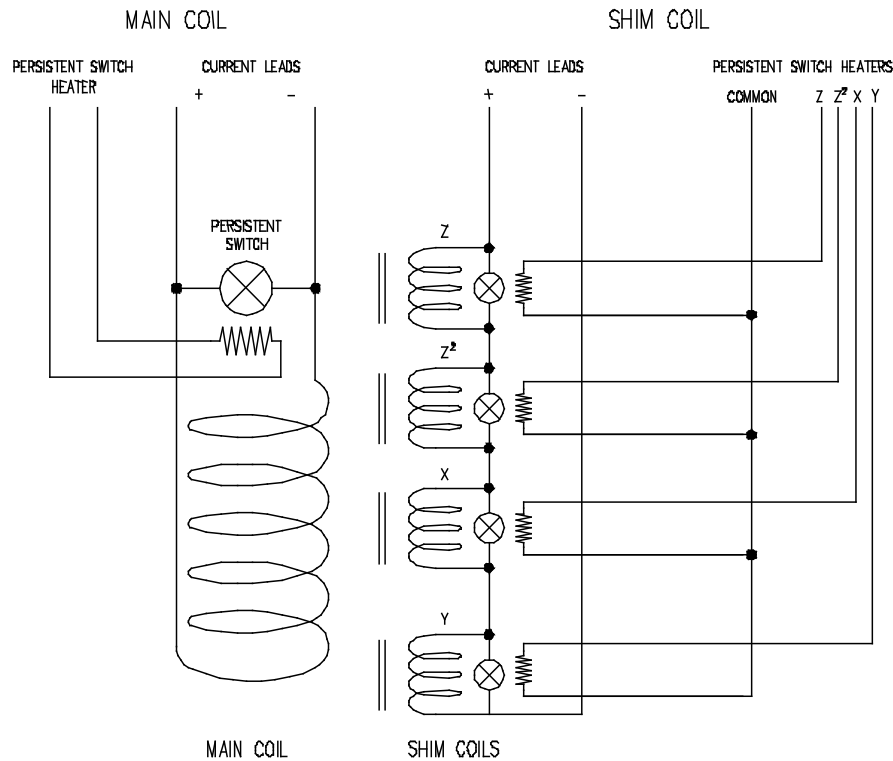 MAIN COIL
SHIM COIL
PERSISTENT SWITCH
HEATER
CURRENT LEADS
+ -
CURRENT LEADS
+ -
PERSISTENT SWITCH HEATERS
COMMON Z Z² X Y
PERSISTENT
SWITCH
Z
Z²
X
Y
MAIN COIL
SHIM COILS